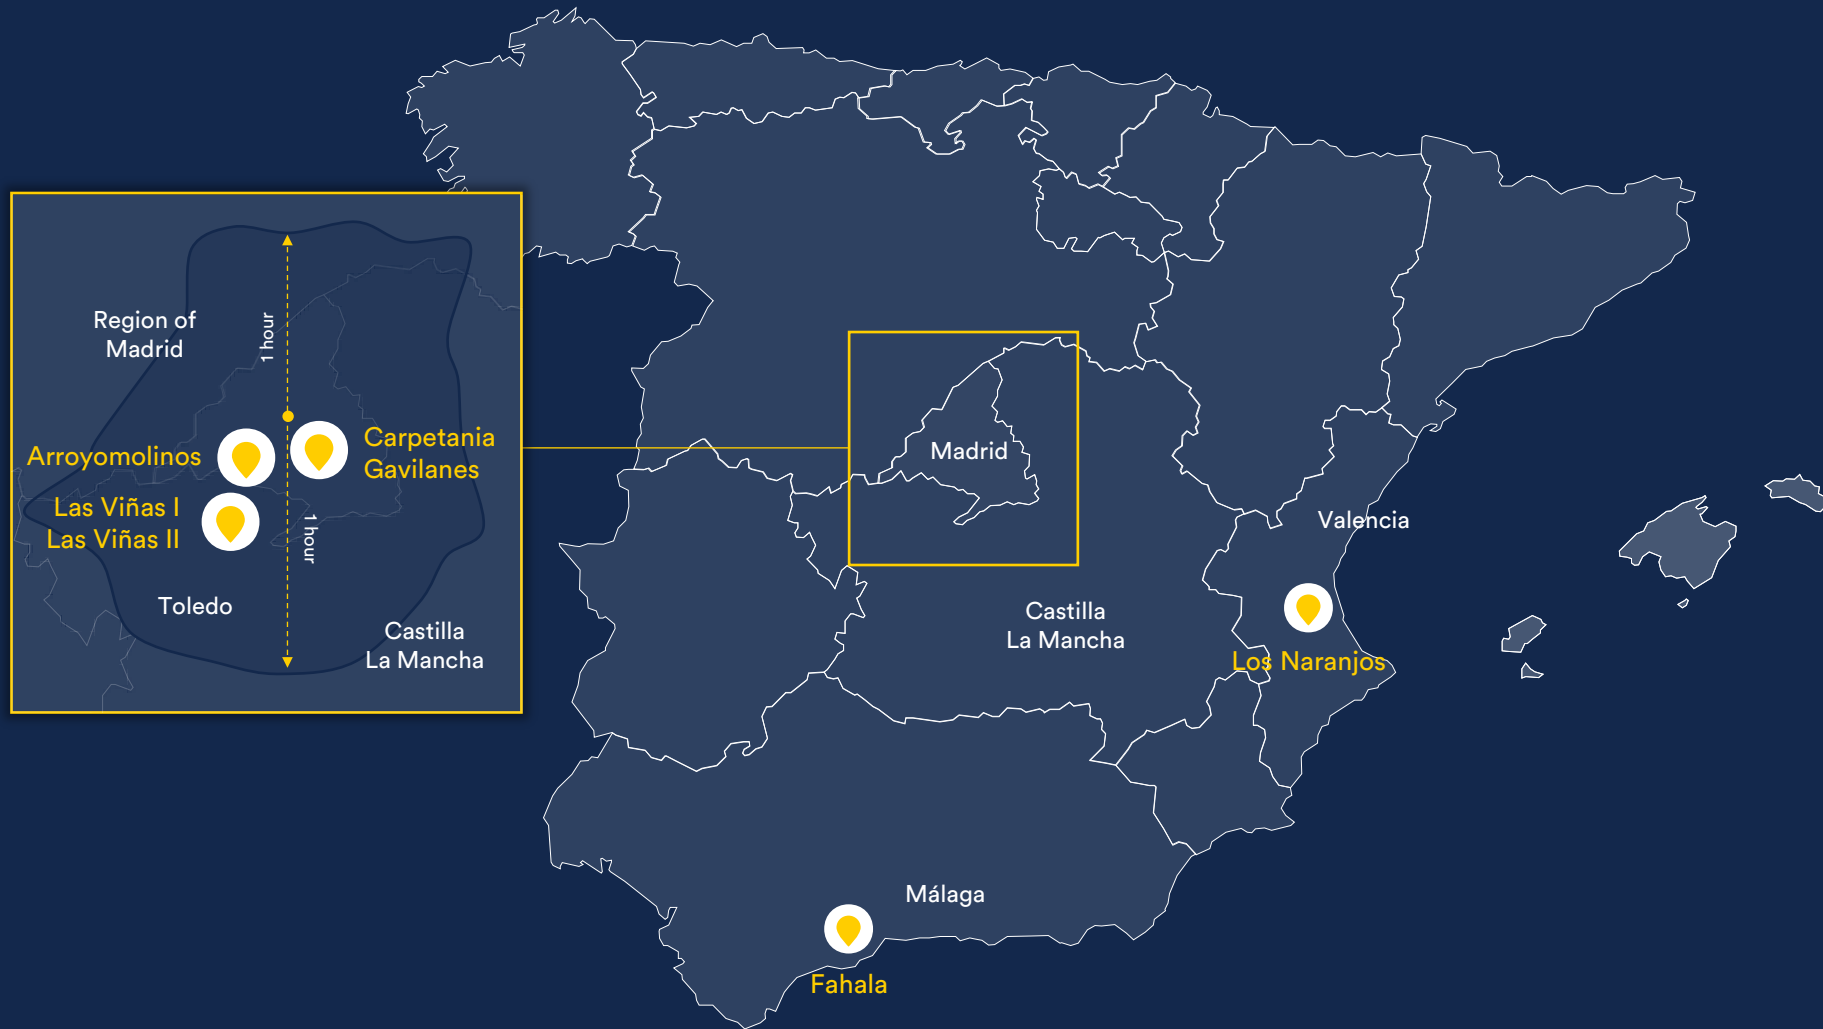 Region of
Madrid
1 hour
Arroyomolinos
Carpetania
Gavilanes
Las Viñas I
Las Viñas II
1 hour
Toledo
Castilla
La Mancha
Madrid
Valencia
Castilla
La Mancha
Los Naranjos
Málaga
Fahala